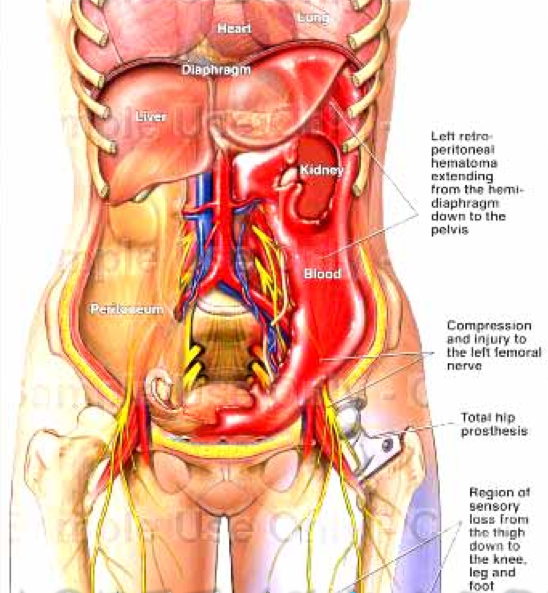 Lung
Heart
Diaphragm
Liver
Kidney
Left retro-
peritoneal
hematoma
extending
from the hemi-
diaphragm
down to the
pelvis
Blood
Peritoneum
Compression
and injury to
the left femoral
nerve
Total hip
prosthesis
Region of
sensory
loss from
the thigh
down to
the knee,
leg and
foot